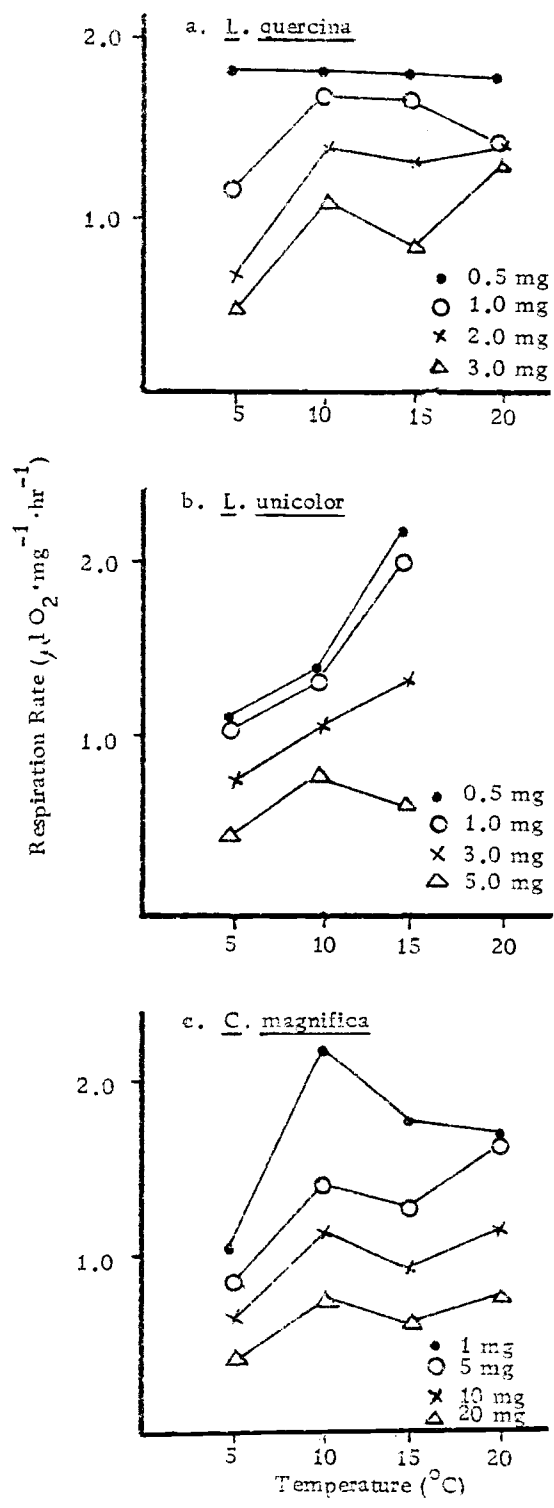 a. L. quercina
2.0
1.0
• 0.5 mg
○ 1.0 mg
× 2.0 mg
△ 3.0 mg
5 10 15 20
Respiration Rate (µl O₂·mg⁻¹·hr⁻¹)
b. L. unicolor
2.0
1.0
• 0.5 mg
○ 1.0 mg
× 3.0 mg
△ 5.0 mg
5 10 15 20
c. C. magnifica
2.0
1.0
• 1 mg
○ 5 mg
× 10 mg
△ 20 mg
5 10 15 20
Temperature (°C)